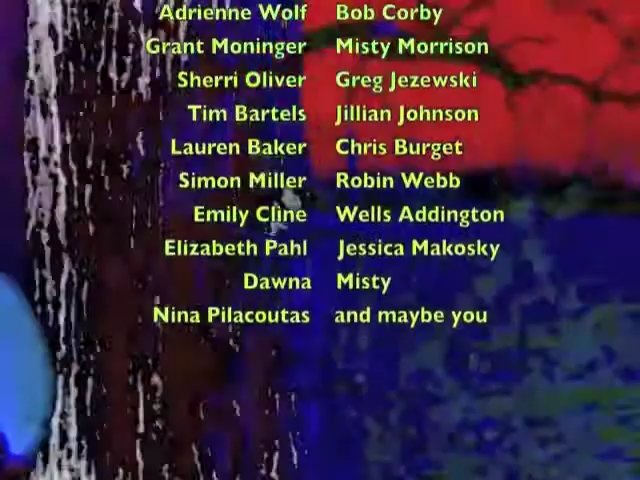 Adrienne Wolf Bob Corby
Grant Moninger Misty Morrison
Sherri Oliver Greg Jezewski
Tim Bartels Jillian Johnson
Lauren Baker Chris Burget
Simon Miller Robin Webb
Emily Cline Wells Addington
Elizabeth Pahl Jessica Makosky
Dawna Misty
Nina Pilacoutas and maybe you